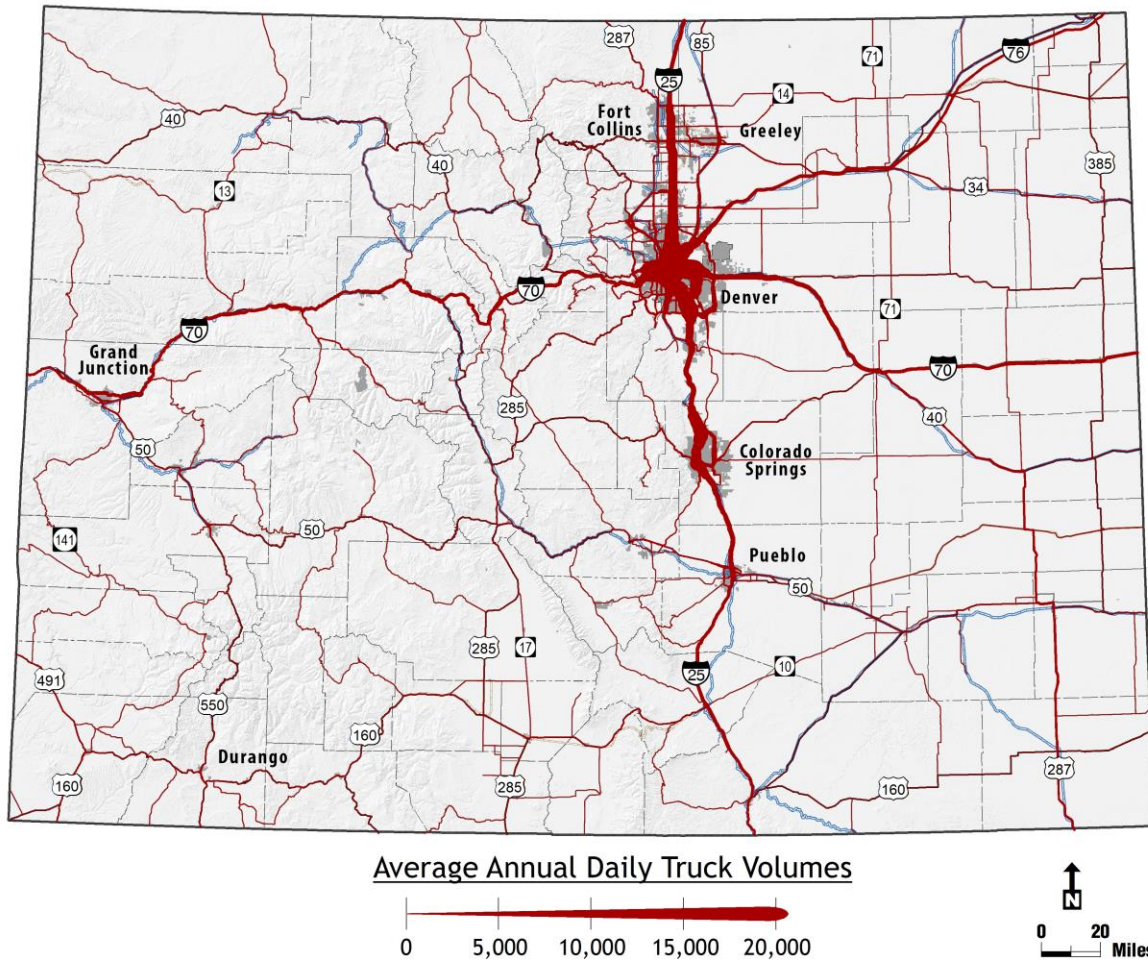 287
85
71
76
25
14
40
Fort
Collins
Greeley
385
13
40
34
70
Denver
70
71
Grand
Junction
70
285
40
50
Colorado
Springs
50
141
Pueblo
50
285
17
25
10
491
550
160
Durango
160
285
160
287
Average Annual Daily Truck Volumes
0 5,000 10,000 15,000 20,000
N
0 20
Miles